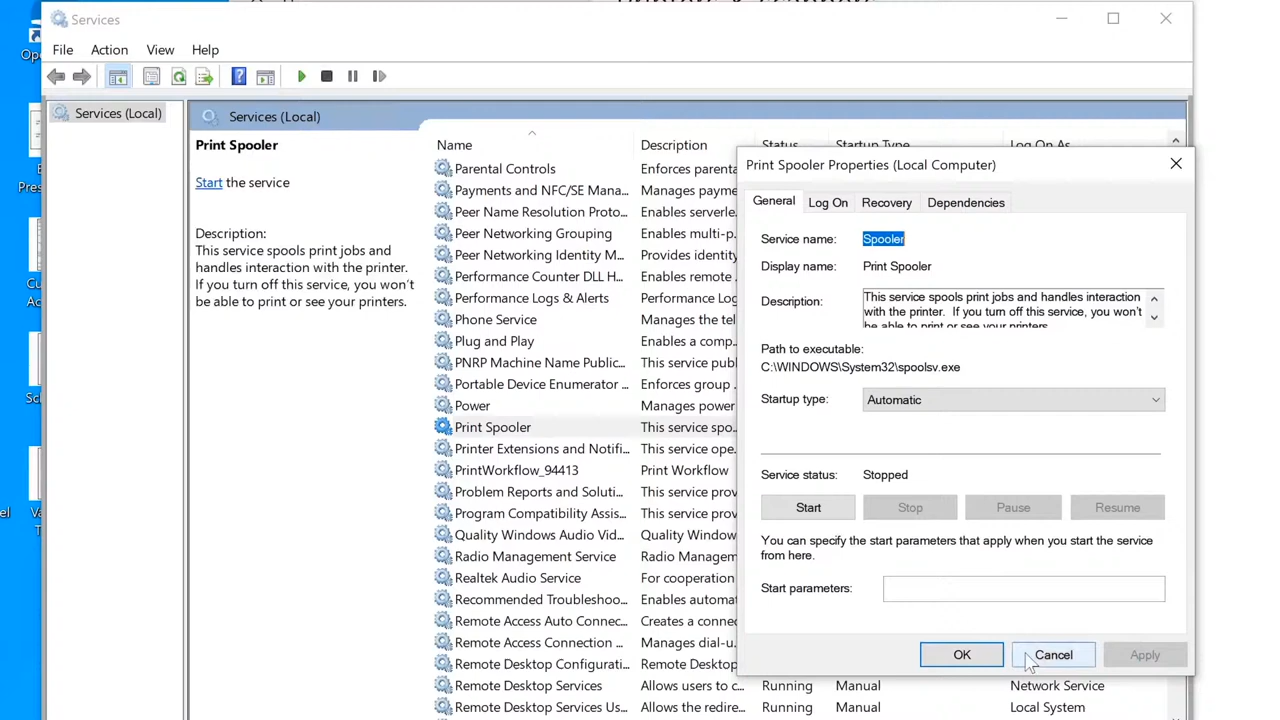 Services
File Action View Help
Services (Local)
Services (Local)
Print Spooler
Start the service
Description:
This service spools print jobs and
handles interaction with the printer.
If you turn off this service, you won't
be able to print or see your printers.
Name Description Status Startup Type Log On As
Parental Controls Enforces parenta
Payments and NFC/SE Mana... Manages payme
Peer Name Resolution Proto... Enables serverle
Peer Networking Grouping Enables multi-p.
Peer Networking Identity M... Provides identity
Performance Counter DLL H... Enables remote
Performance Logs & Alerts Performance Log
Phone Service Manages the tel
Plug and Play Enables a comp.
PNRP Machine Name Public... This service publ
Portable Device Enumerator ... Enforces group .
Power Manages power
Print Spooler This service spo..
Printer Extensions and Notifi... This service ope.
PrintWorkflow_94413 Print Workflow
Problem Reports and Soluti... This service prov
Program Compatibility Assis... This service prov
Quality Windows Audio Vid... Quality Window
Radio Management Service Radio Managem
Realtek Audio Service For cooperation
Recommended Troubleshoo... Enables automat
Remote Access Auto Connec... Creates a connec
Remote Access Connection ... Manages dial-u.
Remote Desktop Configurati... Remote Desktop
Remote Desktop Services Allows users to c Running Manual Network Service
Remote Desktop Services Us... Allows the redire... Running Manual Local System
Print Spooler Properties (Local Computer)
General Log On Recovery Dependencies
Service name: Spooler
Display name: Print Spooler
Description: This service spools print jobs and handles interaction
with the printer. If you turn off this service, you won't
be able to print or see your printers
Path to executable:
C:\WINDOWS\System32\spoolsv.exe
Startup type: Automatic
Service status: Stopped
Start Stop Pause Resume
You can specify the start parameters that apply when you start the service
from here.
Start parameters:
OK Cancel Apply